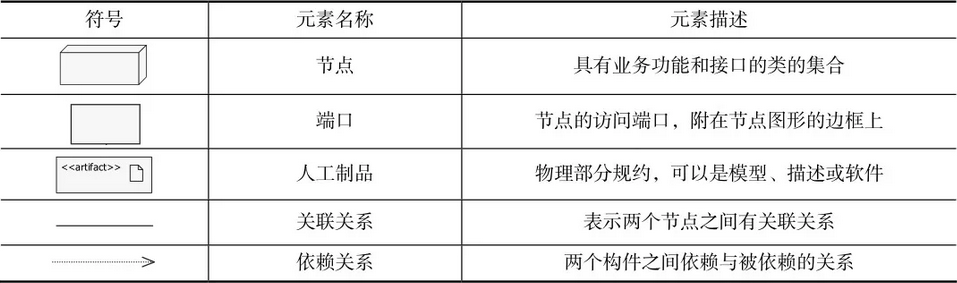 符号 元素名称 元素描述
节点 具有业务功能和接口的类的集合
端口 节点的访问端口，附在节点图形的边框上
<<artifact>> 人工制品 物理部分规约，可以是模型、描述或软件
关联关系 表示两个节点之间有关联关系
依赖关系 两个构件之间依赖与被依赖的关系